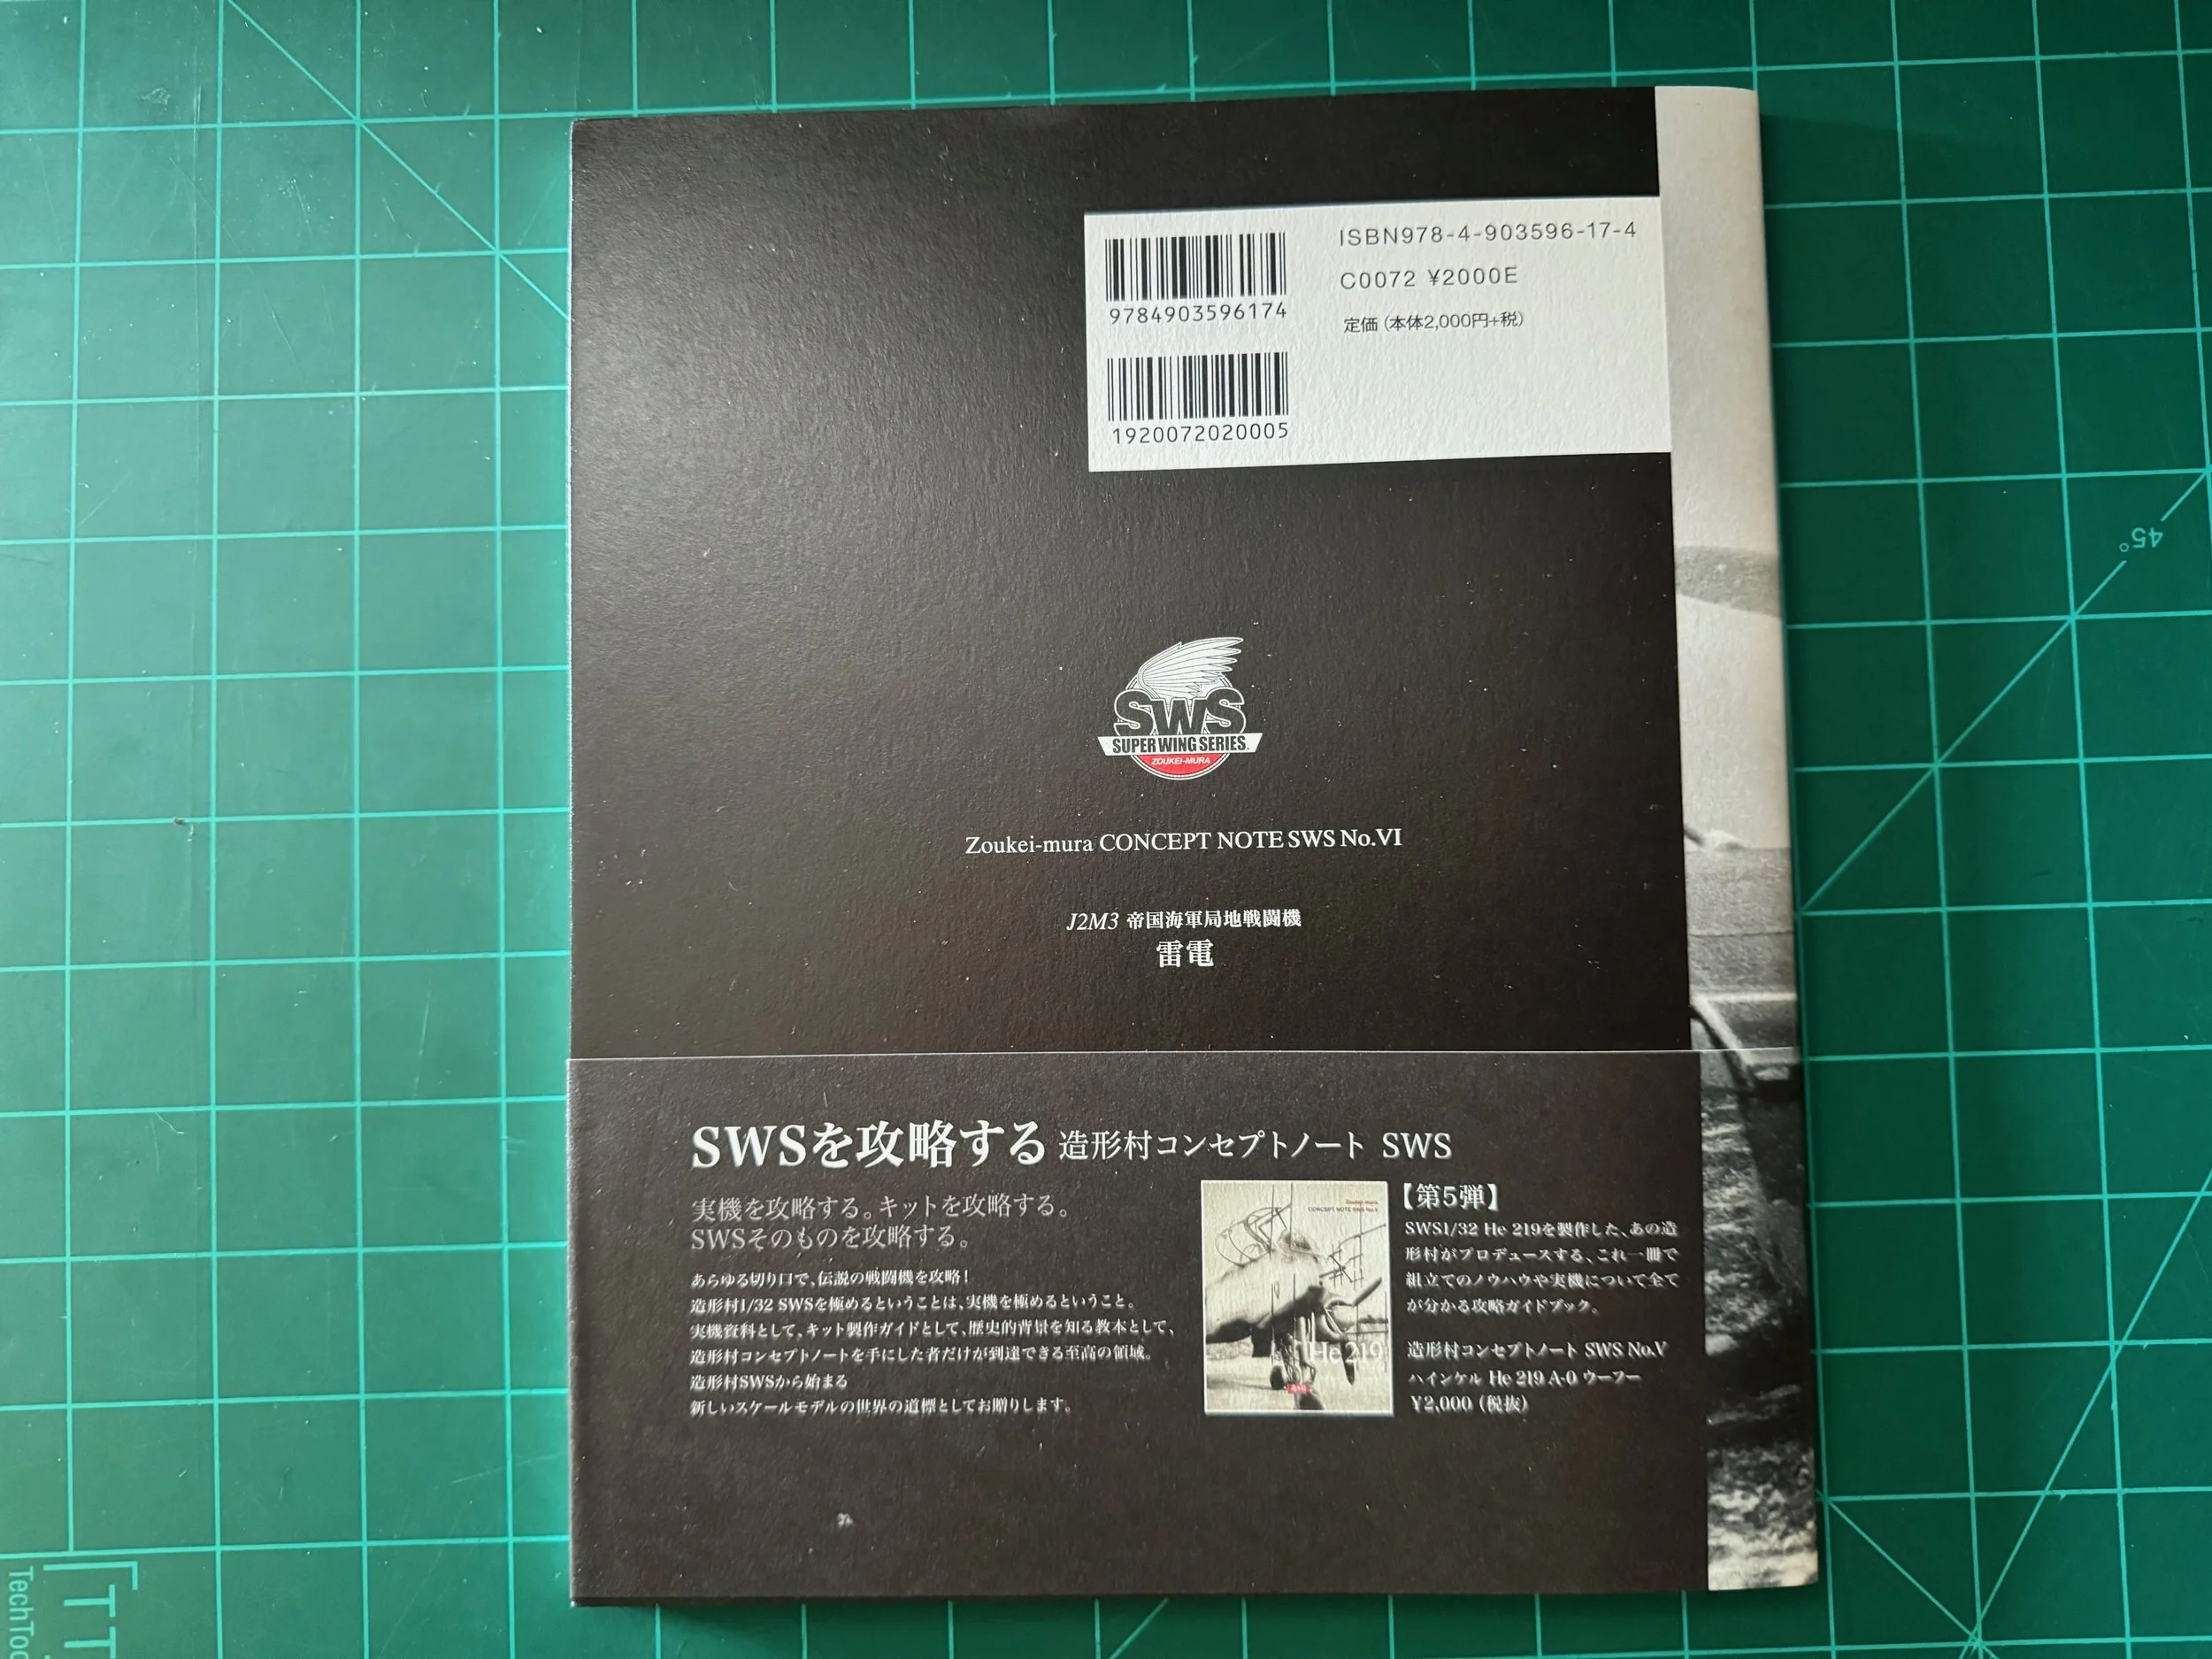 ISBN978-4-903596-17-4
C0072 ¥2000E
定価（本体2,000円+税）
9784903596174
1920072020005
SWS
SUPER WING SERIES
ZOUKEI-MURA
Zoukei-mura CONCEPT NOTE SWS No.VI
J2M3 帝国海軍局地戦闘機
雷電
SWSを攻略する 造形村コンセプトノート SWS
実機を攻略する。キットを攻略する。
SWSそのものを攻略する。
あらゆる切り口で、伝説の戦闘機を攻略！
造形村1/32 SWSを極めるということは、実機を極めるということ。
実機資料として、キット製作ガイドとして、歴史的背景を知る教本として、
造形村コンセプトノートを手にした者だけが到達できる至高の領域。
造形村SWSから始まる
新しいスケールモデルの世界の道標としてお贈りします。
Zoukei-mura
CONCEPT NOTE SWS No.V
He 219
【第5弾】
SWS1/32 He 219を製作した、あの造
形村がプロデュースする、これ一冊で
組立てのノウハウや実機について全て
が分かる攻略ガイドブック。
造形村コンセプトノート SWS No.V
ハインケル He 219 A-0 ウーフー
¥2,000（税抜）
45°
TechToo